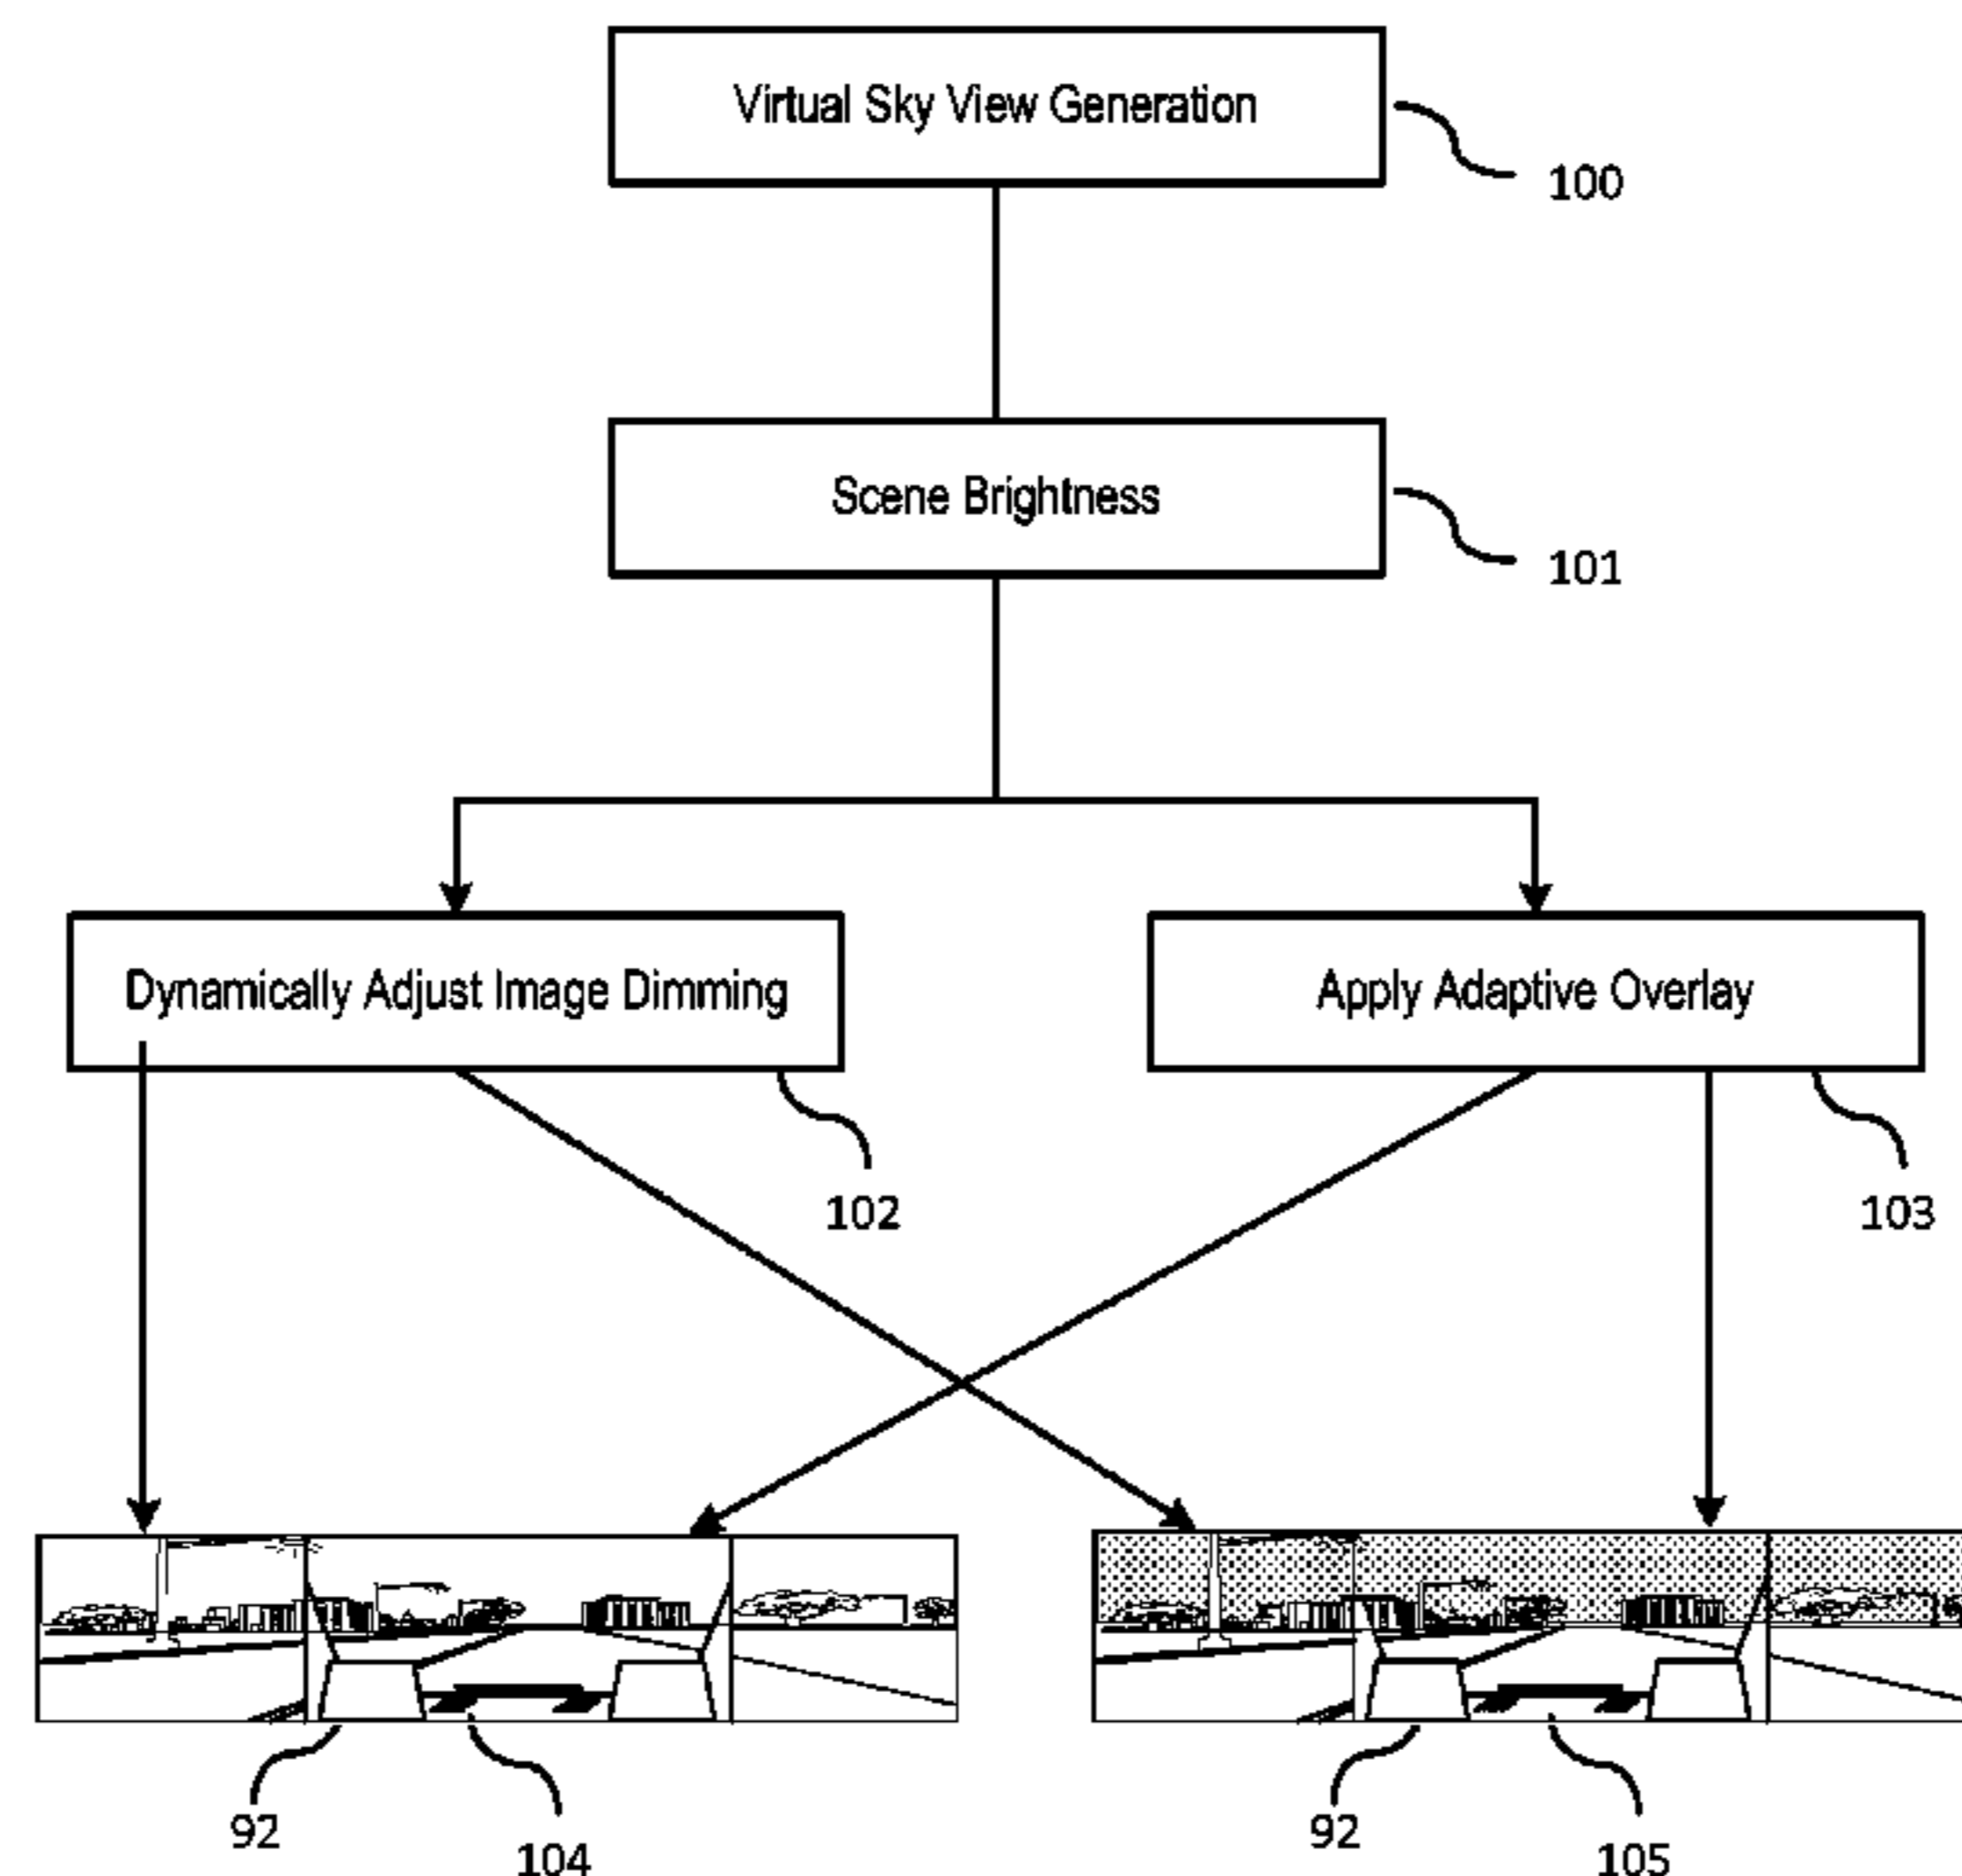 Virtual Sky View Generation
100
Scene Brightness
101
Dynamically Adjust Image Dimming
Apply Adaptive Overlay
102
103
92
104
92
105